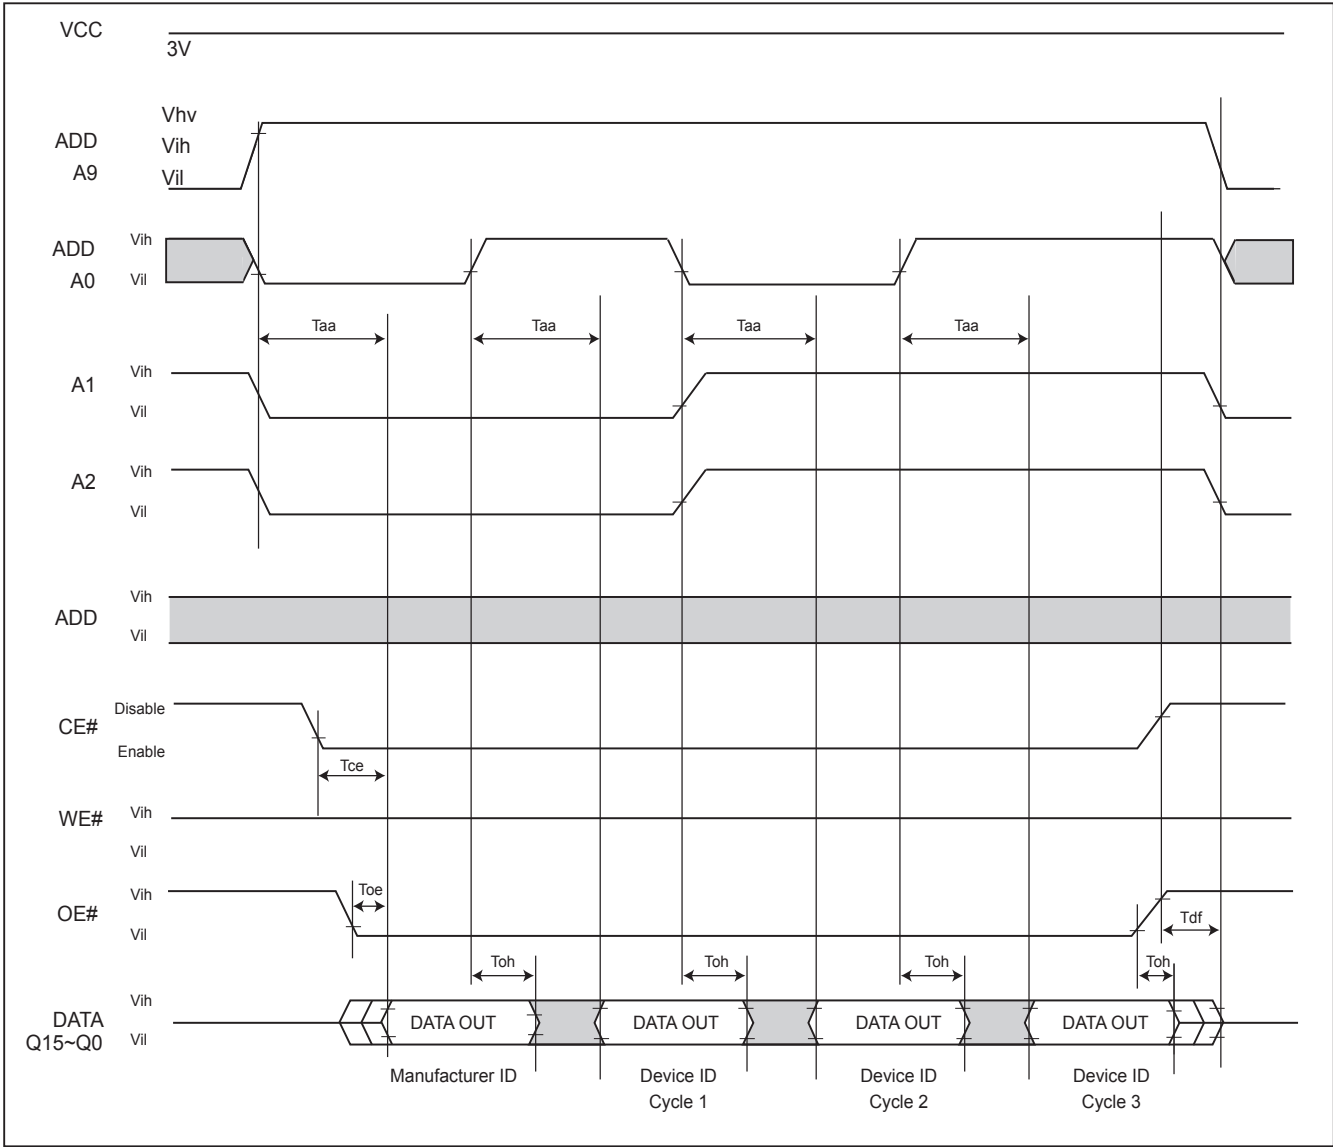 VCC
3V
Vhv
ADD
Vih
A9
Vil
ADD
Vih
A0
Vil
Taa
Taa
Taa
Taa
A1
Vih
Vil
A2
Vih
Vil
ADD
Vih
Vil
CE#
Disable
Enable
Tce
WE#
Vih
Vil
OE#
Vih
Vil
Toe
Tdf
Toh
Toh
Toh
Toh
DATA
Q15~Q0
Vih
Vil
DATA OUT
DATA OUT
DATA OUT
DATA OUT
Manufacturer ID
Device ID
Cycle 1
Device ID
Cycle 2
Device ID
Cycle 3